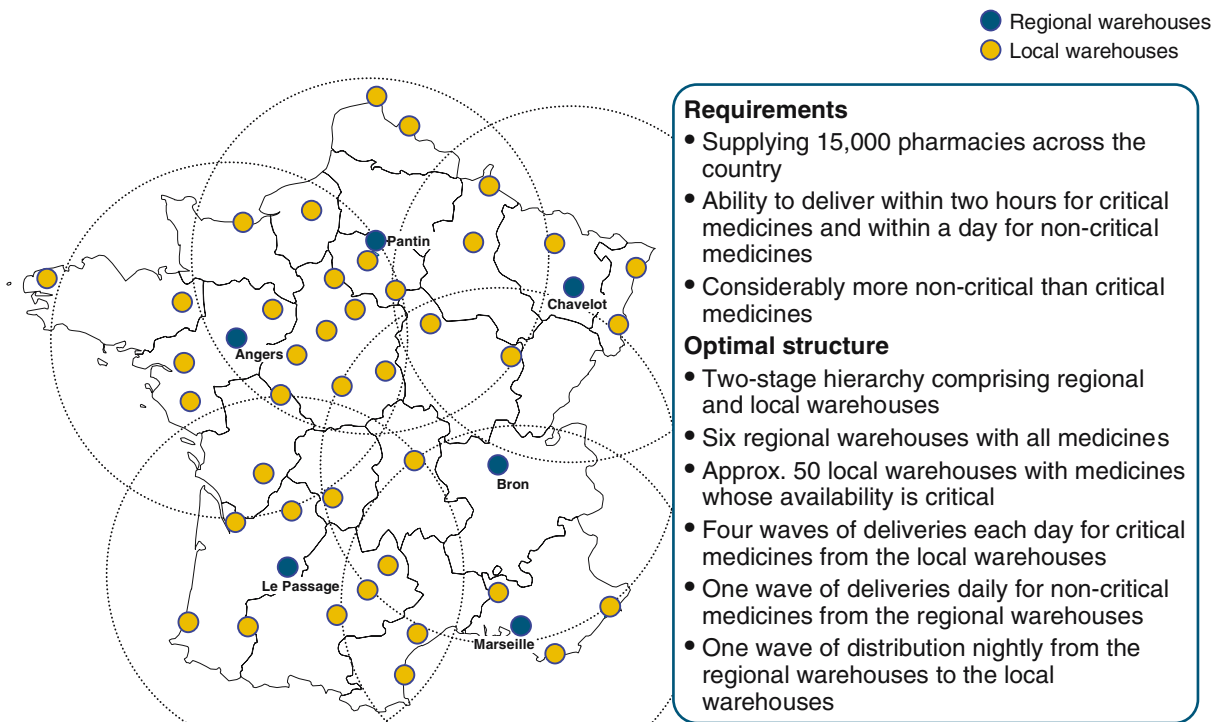 Regional warehouses
Local warehouses
Pantin
Chavelot
Angers
Bron
Le Passage
Marseille
Requirements
• Supplying 15,000 pharmacies across the
country
• Ability to deliver within two hours for critical
medicines and within a day for non-critical
medicines
• Considerably more non-critical than critical
medicines
Optimal structure
• Two-stage hierarchy comprising regional
and local warehouses
• Six regional warehouses with all medicines
• Approx. 50 local warehouses with medicines
whose availability is critical
• Four waves of deliveries each day for critical
medicines from the local warehouses
• One wave of deliveries daily for non-critical
medicines from the regional warehouses
• One wave of distribution nightly from the
regional warehouses to the local
warehouses